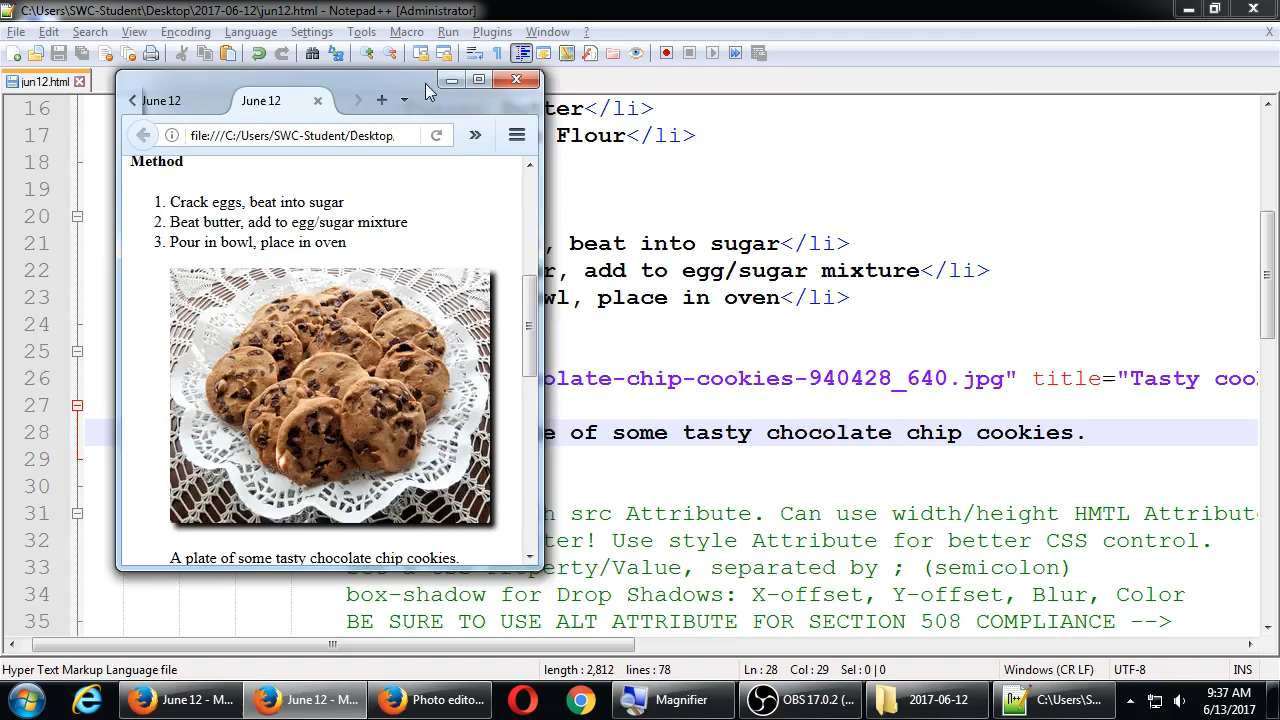 C:\Users\SWC-Student\Desktop\2017-06-12\jun12.html - Notepad++ [Administrator]
File Edit Search View Encoding Language Settings Tools Macro Run Plugins Window ?
jun12.html
June 12
June 12
file:///C:/Users/SWC-Student/Desktop
Method
1. Crack eggs, beat into sugar
2. Beat butter, add to egg/sugar mixture
3. Pour in bowl, place in oven
A plate of some tasty chocolate chip cookies.
16 ter</li>
17 Flour</li>
18
19
20
21 , beat into sugar</li>
22 r, add to egg/sugar mixture</li>
23 wl, place in oven</li>
24
25
26 olate-chip-cookies-940428_640.jpg" title="Tasty coo
27
28 e of some tasty chocolate chip cookies.
29
30
31 h src Attribute. Can use width/height HMTL Attribut
32 ter! Use style Attribute for better CSS control.
33 Property/Value, separated by ; (semicolon)
34 box-shadow for Drop Shadows: X-offset, Y-offset, Blur, Color
35 BE SURE TO USE ALT ATTRIBUTE FOR SECTION 508 COMPLIANCE -->
Hyper Text Markup Language file length : 2,812 lines : 78 Ln : 28 Col : 29 Sel : 0 | 0 Windows (CR LF) UTF-8 INS
June 12 - M... June 12 - M... Photo edito... Magnifier OBS 17.0.2 (... 2017-06-12 C:\Users\S... 9:37 AM
6/13/2017